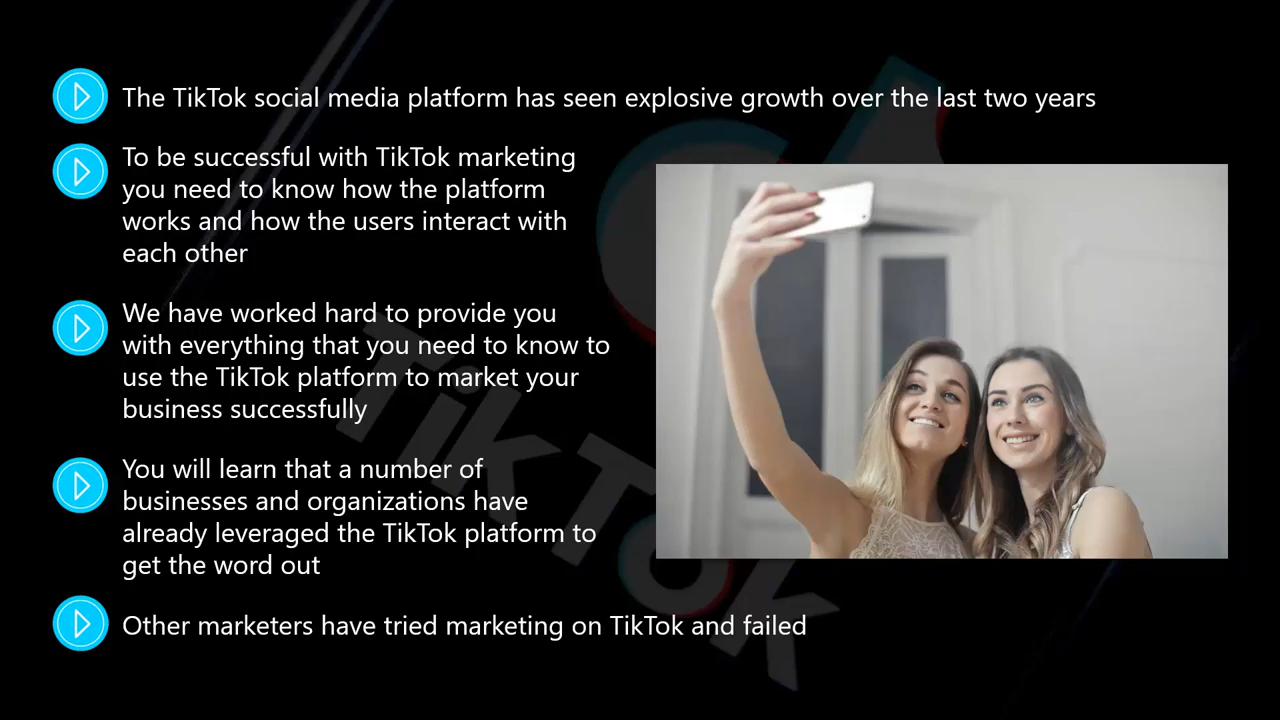 The TikTok social media platform has seen explosive growth over the last two years
To be successful with TikTok marketing
you need to know how the platform
works and how the users interact with
each other
We have worked hard to provide you
with everything that you need to know to
use the TikTok platform to market your
business successfully
You will learn that a number of
businesses and organizations have
already leveraged the TikTok platform to
get the word out
Other marketers have tried marketing on TikTok and failed
TikTok